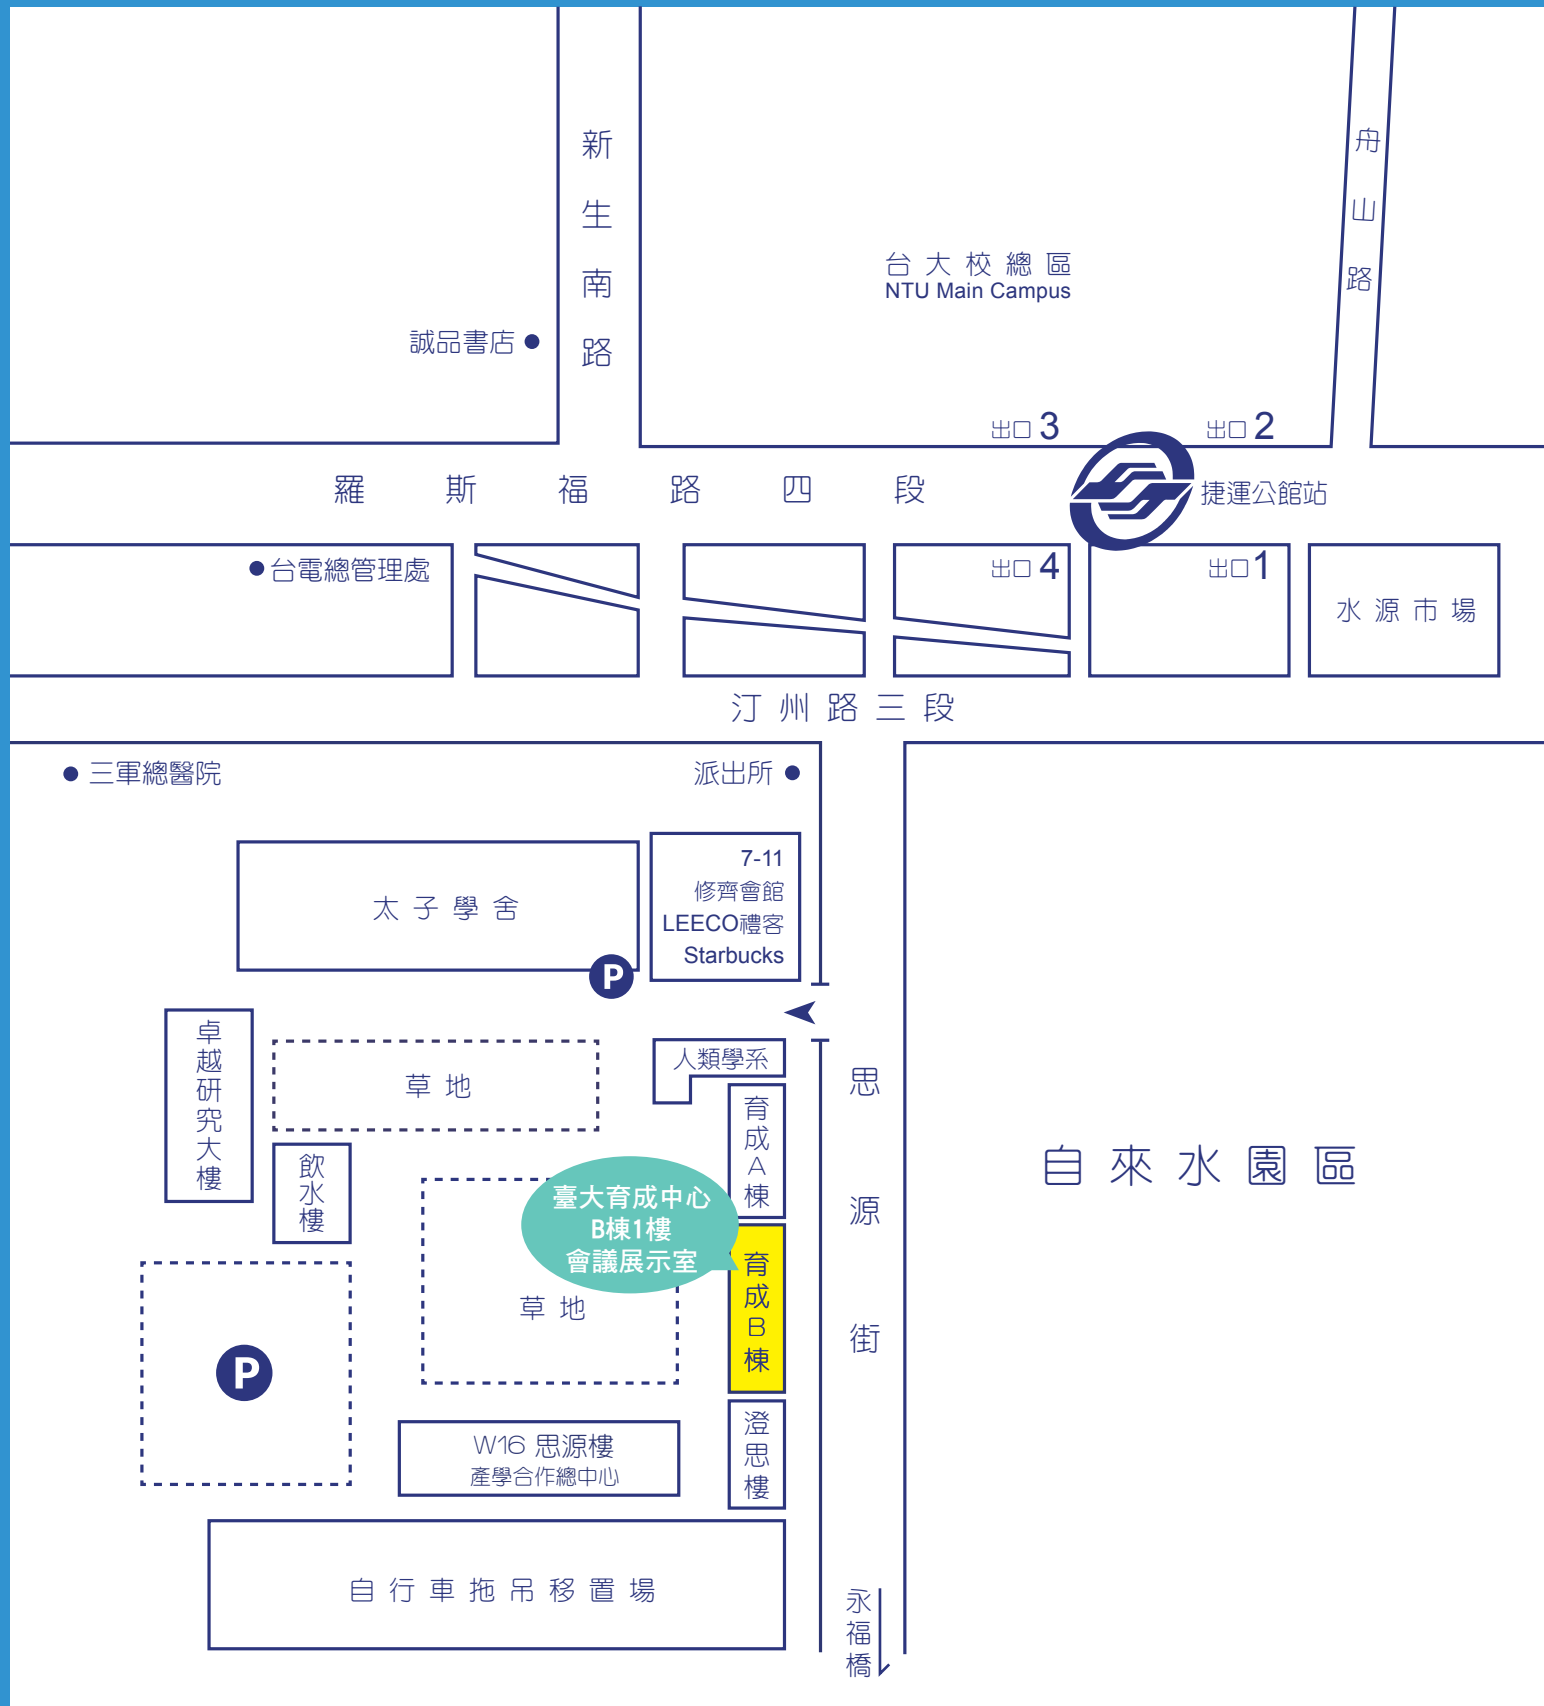 新生南路
舟山路
台大校總區
NTU Main Campus
誠品書店
出口3
出口2
羅斯福路四段
捷運公館站
台電總管理處
出口4
出口1
水源市場
汀州路三段
三軍總醫院
派出所
太子學舍
7-11
修齊會館
LEECO禮客
Starbucks
P
卓越研究大樓
草地
人類學系
思源街
育成A棟
飲水樓
自來水園區
臺大育成中心
B棟1樓
會議展示室
育成B棟
草地
P
W16 思源樓
產學合作總中心
澄思樓
自行車拖吊移置場
永福橋